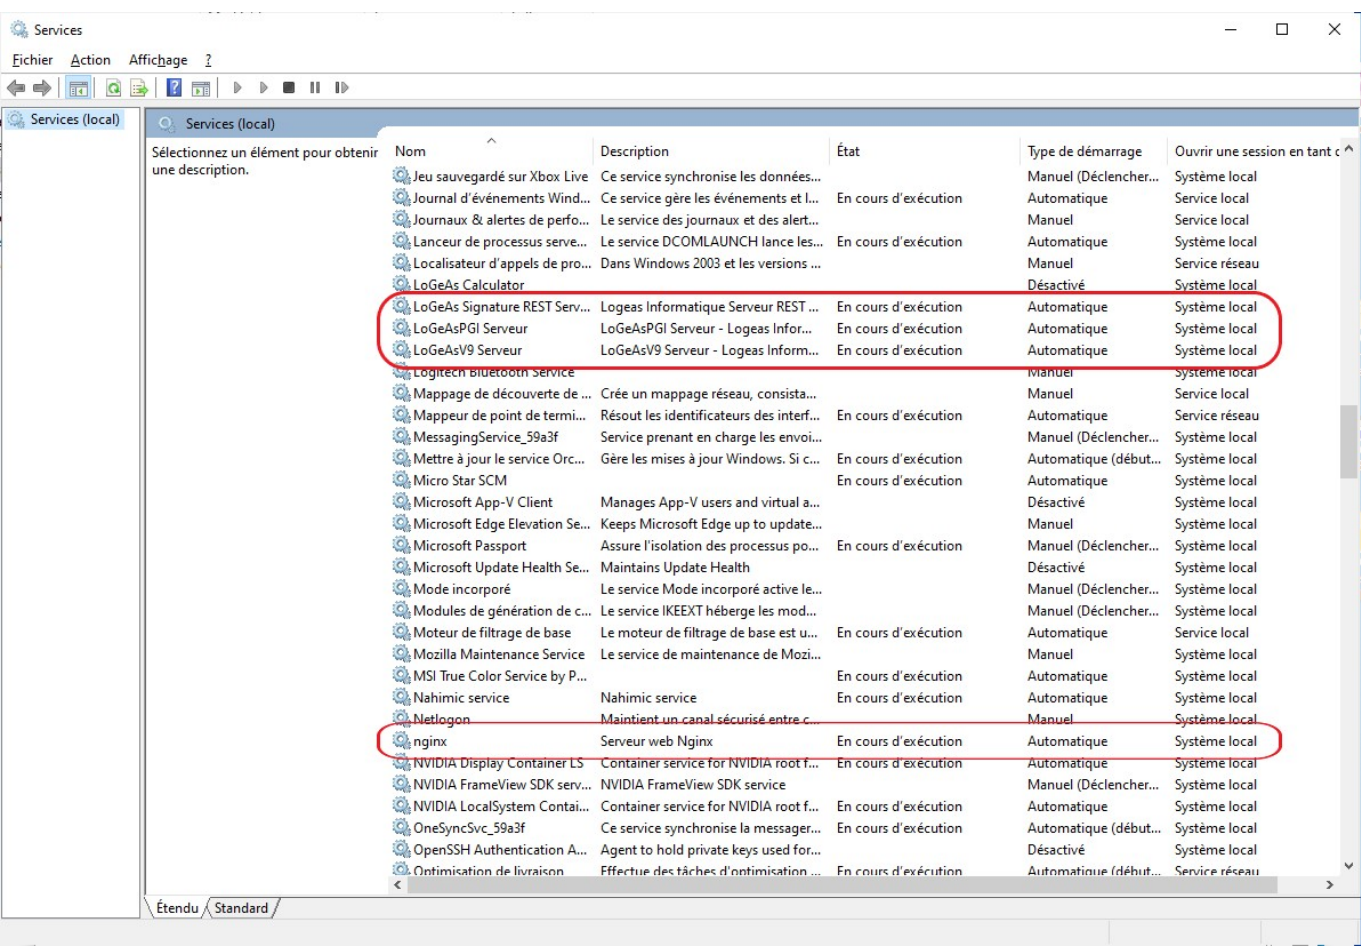 Services
Fichier Action Affichage ?
Services (local)
Services (local)
Sélectionnez un élément pour obtenir
une description.
Nom Description État Type de démarrage Ouvrir une session en tant c
Jeu sauvegardé sur Xbox Live Ce service synchronise les données... Manuel (Déclencher... Système local
Journal d'événements Wind... Ce service gère les événements et l... En cours d'exécution Automatique Service local
Journaux & alertes de perfo... Le service des journaux et des alert... Manuel Service local
Lanceur de processus serve... Le service DCOMLAUNCH lance les... En cours d'exécution Automatique Système local
Localisateur d'appels de pro... Dans Windows 2003 et les versions ... Manuel Service réseau
LoGeAs Calculator Désactivé Système local
LoGeAs Signature REST Serv... Logeas Informatique Serveur REST ... En cours d'exécution Automatique Système local
LoGeAsPGI Serveur LoGeAsPGI Serveur - Logeas Infor... En cours d'exécution Automatique Système local
LoGeAsV9 Serveur LoGeAsV9 Serveur - Logeas Inform... En cours d'exécution Automatique Système local
Logitech Bluetooth Service Manuel Système local
Mappage de découverte de ... Crée un mappage réseau, consista... Manuel Service local
Mappeur de point de termi... Résout les identificateurs des interf... En cours d'exécution Automatique Service réseau
MessagingService_59a3f Service prenant en charge les envoi... Manuel (Déclencher... Système local
Mettre à jour le service Orc... Gère les mises à jour Windows. Si c... En cours d'exécution Automatique (début... Système local
Micro Star SCM En cours d'exécution Automatique Système local
Microsoft App-V Client Manages App-V users and virtual a... Désactivé Système local
Microsoft Edge Elevation Se... Keeps Microsoft Edge up to update... Manuel Système local
Microsoft Passport Assure l'isolation des processus po... En cours d'exécution Manuel (Déclencher... Système local
Microsoft Update Health Se... Maintains Update Health Désactivé Système local
Mode incorporé Le service Mode incorporé active le... Manuel (Déclencher... Système local
Modules de génération de c... Le service IKEEXT héberge les mod... Manuel (Déclencher... Système local
Moteur de filtrage de base Le moteur de filtrage de base est u... En cours d'exécution Automatique Service local
Mozilla Maintenance Service Le service de maintenance de Mozi... Manuel Système local
MSI True Color Service by P... En cours d'exécution Automatique Système local
Nahimic service Nahimic service En cours d'exécution Automatique Système local
Netlogon Maintient un canal sécurisé entre c... Manuel Système local
nginx Serveur web Nginx En cours d'exécution Automatique Système local
NVIDIA Display Container LS Container service for NVIDIA root f... En cours d'exécution Automatique Système local
NVIDIA FrameView SDK serv... NVIDIA FrameView SDK service Manuel (Déclencher... Système local
NVIDIA LocalSystem Contai... Container service for NVIDIA root f... En cours d'exécution Automatique Système local
OneSyncSvc_59a3f Ce service synchronise la messager... En cours d'exécution Automatique (début... Système local
OpenSSH Authentication A... Agent to hold private keys used for... Désactivé Système local
Optimisation de livraison Effectue des tâches d'optimisation ... En cours d'exécution Automatique (début... Service réseau
Étendu Standard